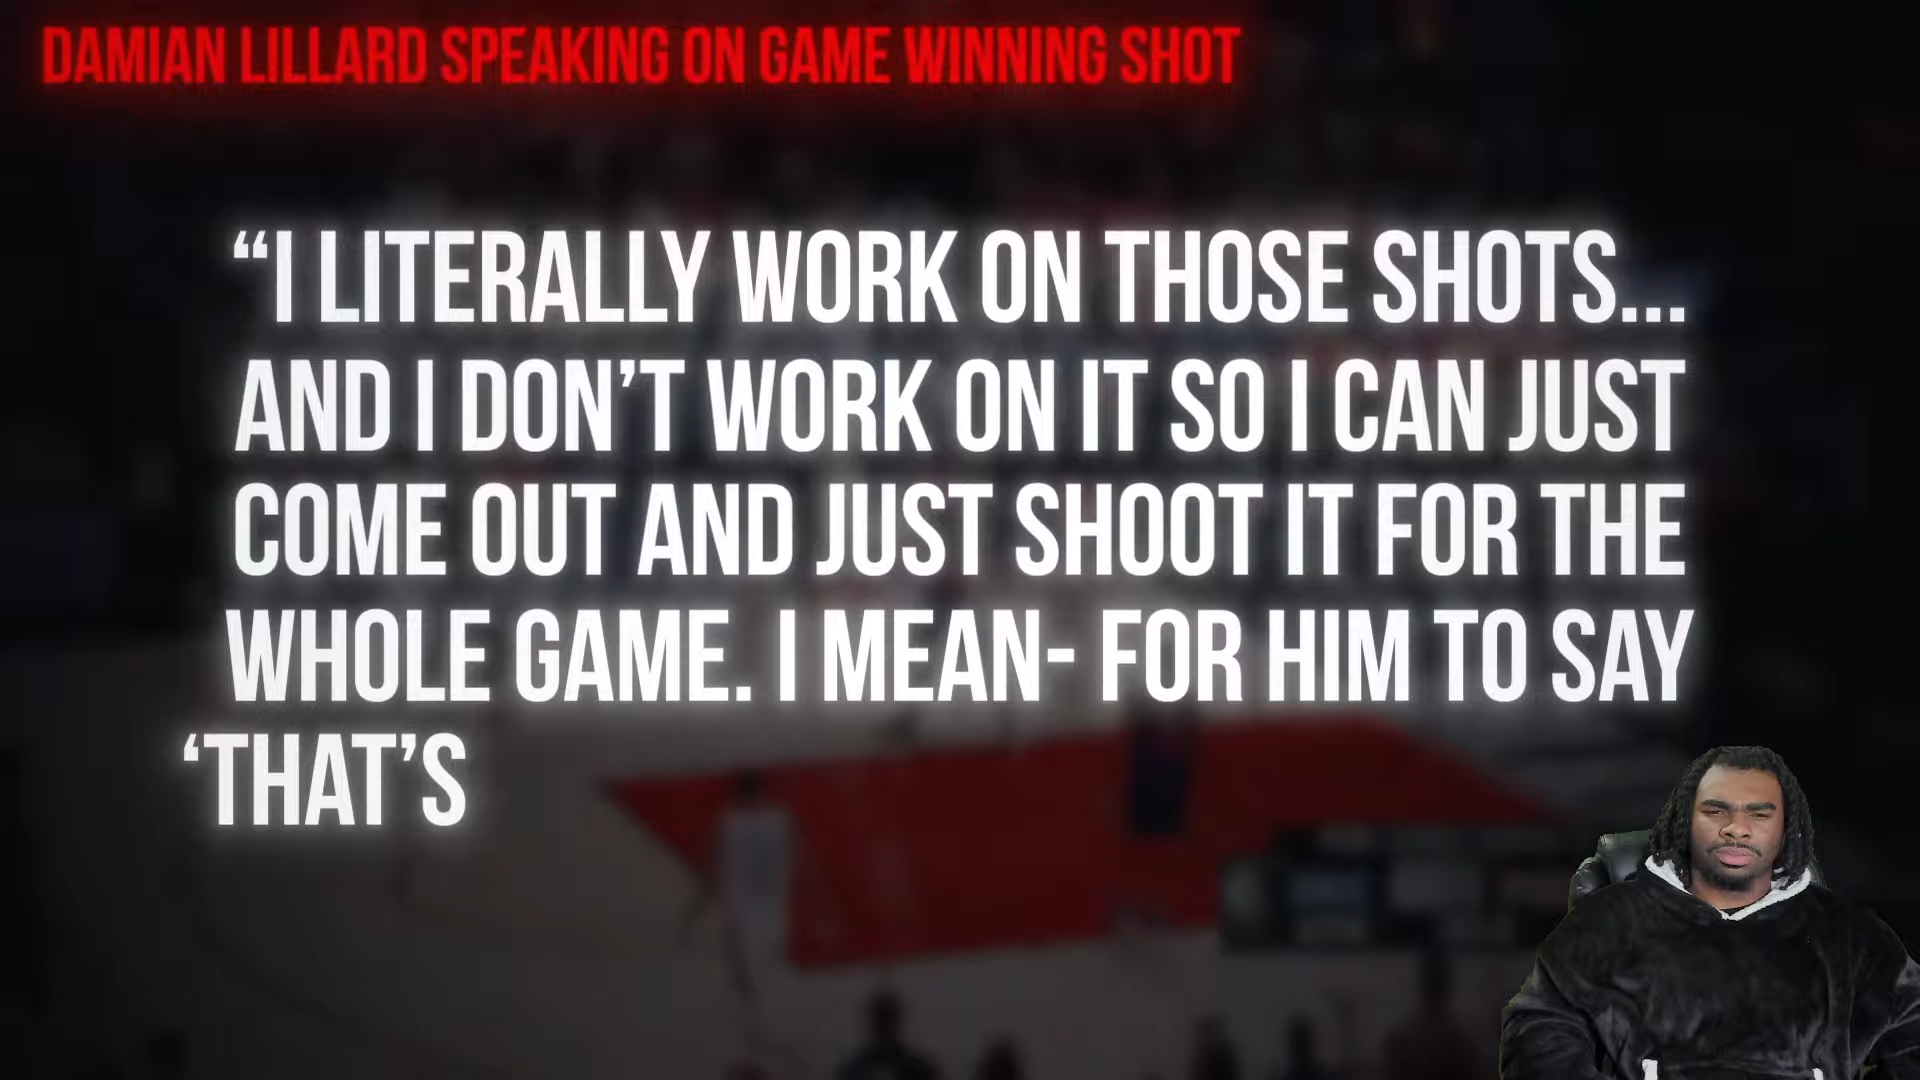 DAMIAN LILLARD SPEAKING ON GAME WINNING SHOT
“I LITERALLY WORK ON THOSE SHOTS...
AND I DON’T WORK ON IT SO I CAN JUST
COME OUT AND JUST SHOOT IT FOR THE
WHOLE GAME. I MEAN- FOR HIM TO SAY
‘THAT’S